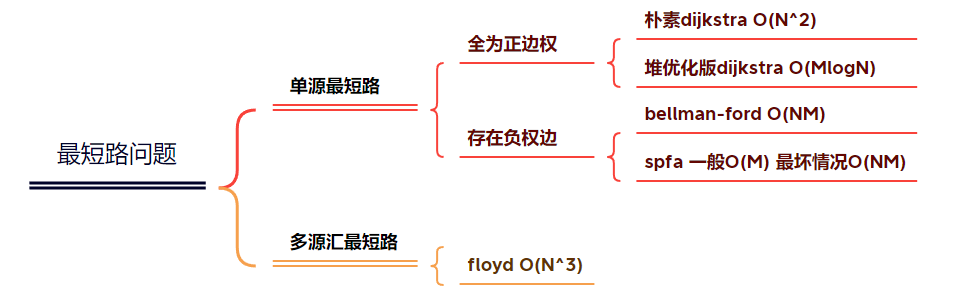 最短路问题
单源最短路
全为正边权
朴素dijkstra O(N^2)
堆优化版dijkstra O(MlogN)
存在负权边
bellman-ford O(NM)
spfa 一般O(M) 最坏情况O(NM)
多源汇最短路
floyd O(N^3)